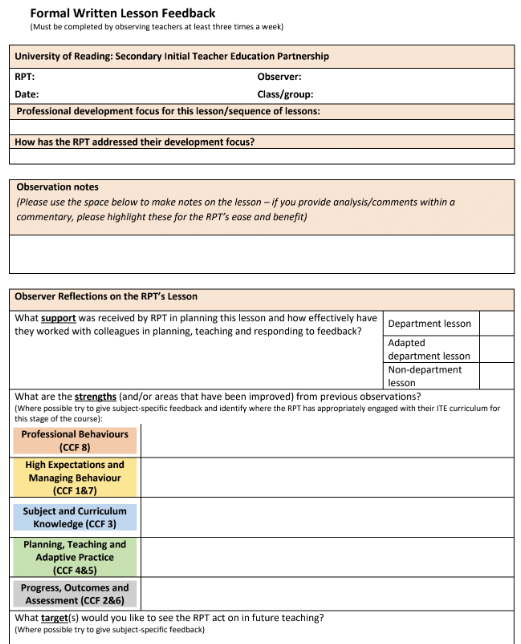 Formal Written Lesson Feedback
(Must be completed by observing teachers at least three times a week)
University of Reading: Secondary Initial Teacher Education Partnership
RPT: Observer:
Date: Class/group:
Professional development focus for this lesson/sequence of lessons:
How has the RPT addressed their development focus?
Observation notes
(Please use the space below to make notes on the lesson – if you provide analysis/comments within a
commentary, please highlight these for the RPT's ease and benefit)
Observer Reflections on the RPT's Lesson
What support was received by RPT in planning this lesson and how effectively have
they worked with colleagues in planning, teaching and responding to feedback?
Department lesson
Adapted
department lesson
Non-department
lesson
What are the strengths (and/or areas that have been improved) from previous observations?
(Where possible try to give subject-specific feedback and identify where the RPT has appropriately engaged with their ITE curriculum for
this stage of the course):
Professional Behaviours
(CCF 8)
High Expectations and
Managing Behaviour
(CCF 1&7)
Subject and Curriculum
Knowledge (CCF 3)
Planning, Teaching and
Adaptive Practice
(CCF 4&5)
Progress, Outcomes and
Assessment (CCF 2&6)
What target(s) would you like to see the RPT act on in future teaching?
(Where possible try to give subject-specific feedback)